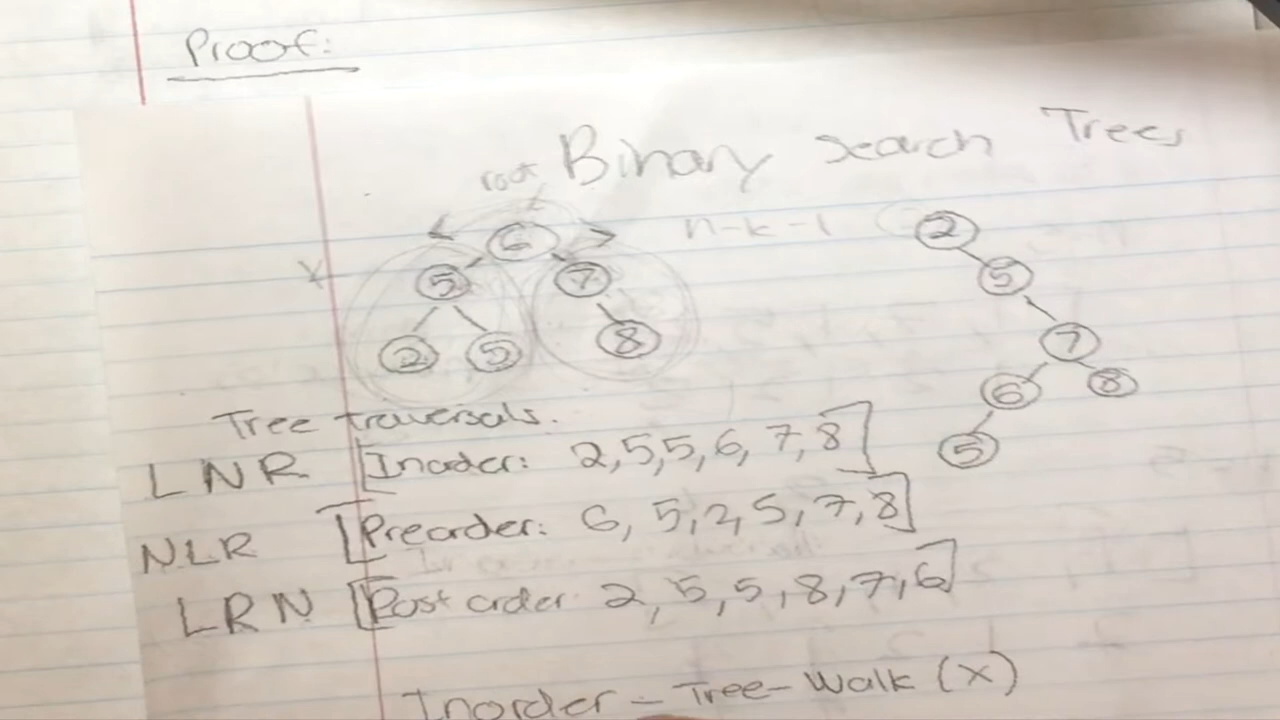 Proof:
Binary Search Trees
root
n-k-1
6
2
5
7
5
2
5
8
7
6
8
5
Tree traversals.
LNR [Inorder: 2,5,5,6,7,8]
NLR [Preorder: 6, 5,2,5,7,8]
LRN [Post order: 2,5,5,8,7,6]
Inorder - Tree - Walk (x)